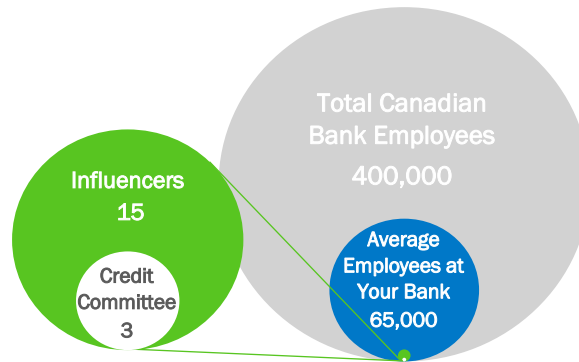 Total Canadian
Bank Employees
400,000
Influencers
15
Credit
Committee
3
Average
Employees at
Your Bank
65,000